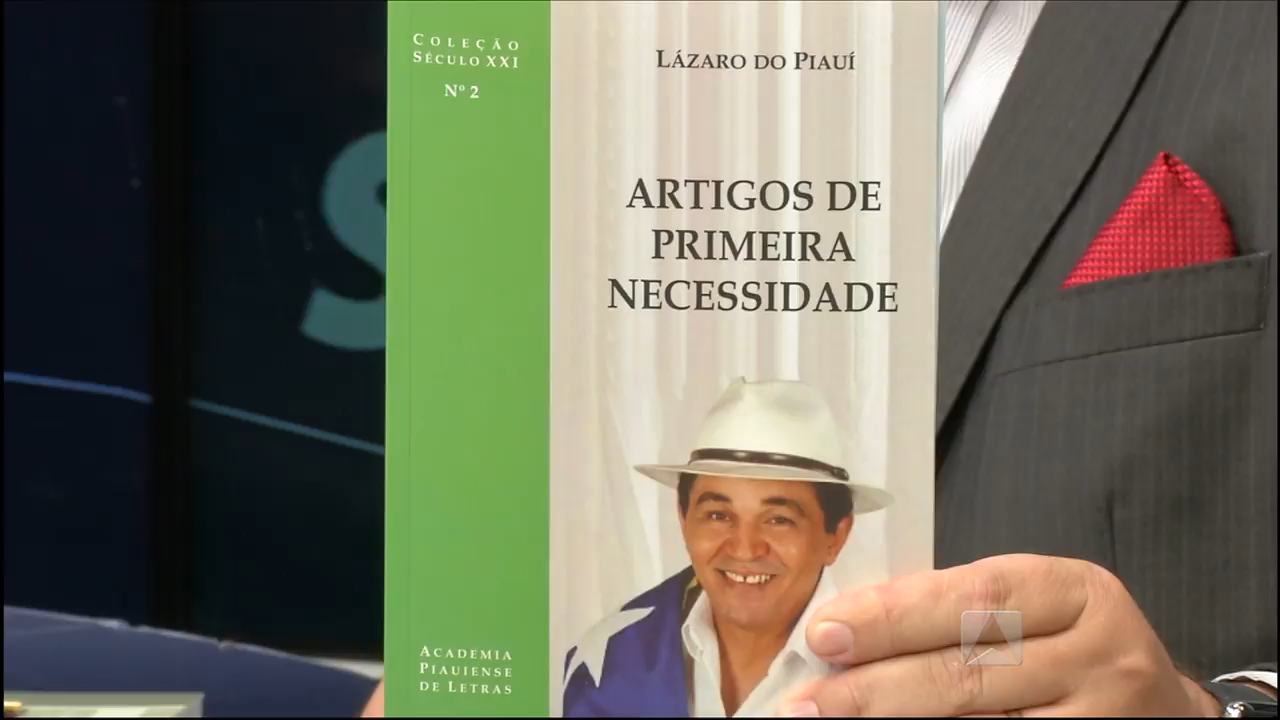 COLEÇÃO
SÉCULO XXI
Nº 2
LÁZARO DO PIAUÍ
ARTIGOS DE
PRIMEIRA
NECESSIDADE
ACADEMIA
PIAUIENSE
DE LETRAS
S